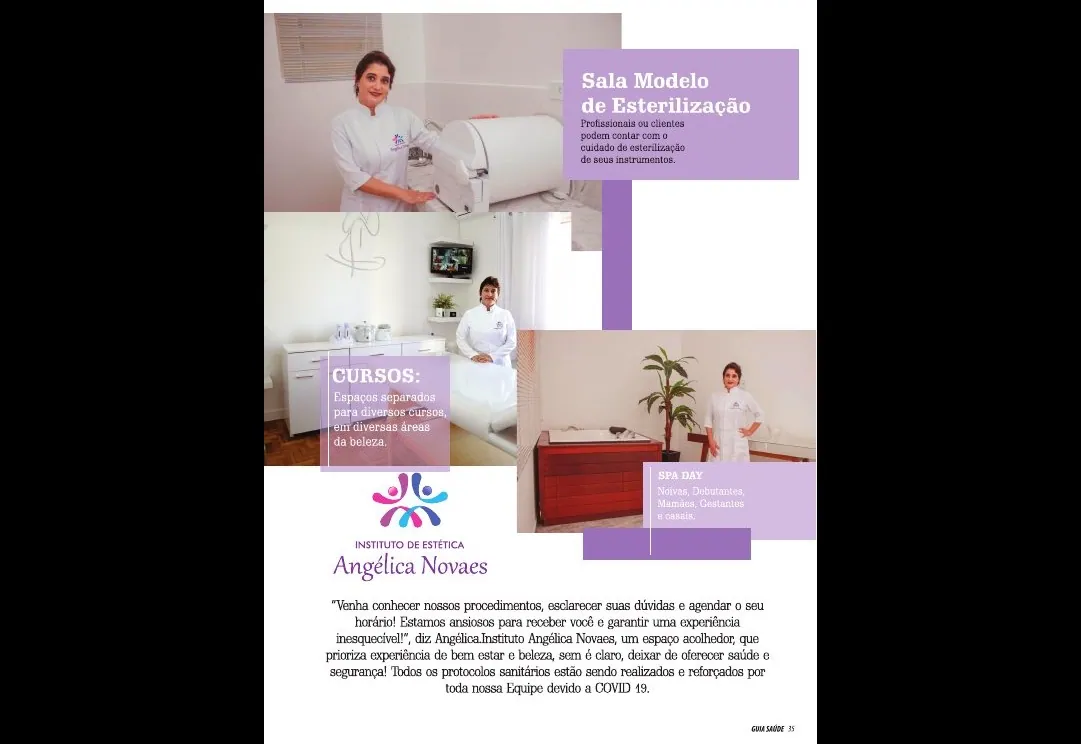 Sala Modelo
de Esterilização
Profissionais ou clientes
podem contar com o
cuidado de esterilização
de seus instrumentos.
CURSOS:
Espaços separados
para diversos cursos,
em diversas áreas
da beleza.
SPA DAY
Noivas, Debutantes,
Mamães, Gestantes
e casais.
INSTITUTO DE ESTÉTICA
Angélica Novaes
"Venha conhecer nossos procedimentos, esclarecer suas dúvidas e agendar o seu
horário! Estamos ansiosos para receber você e garantir uma experiência
inesquecível!", diz Angélica.Instituto Angélica Novaes, um espaço acolhedor, que
prioriza experiência de bem estar e beleza, sem é claro, deixar de oferecer saúde e
segurança! Todos os protocolos sanitários estão sendo realizados e reforçados por
toda nossa Equipe devido a COVID 19.
GUIA SAÚDE 35